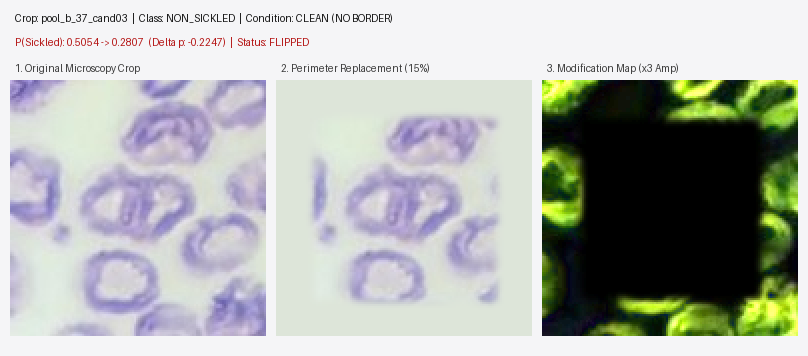 Crop: pool_b_37_cand03 | Class: NON_SICKLED | Condition: CLEAN (NO BORDER)
P(Sickled): 0.5054 -> 0.2807 (Delta p: -0.2247) | Status: FLIPPED
1. Original Microscopy Crop
2. Perimeter Replacement (15%)
3. Modification Map (x3 Amp)